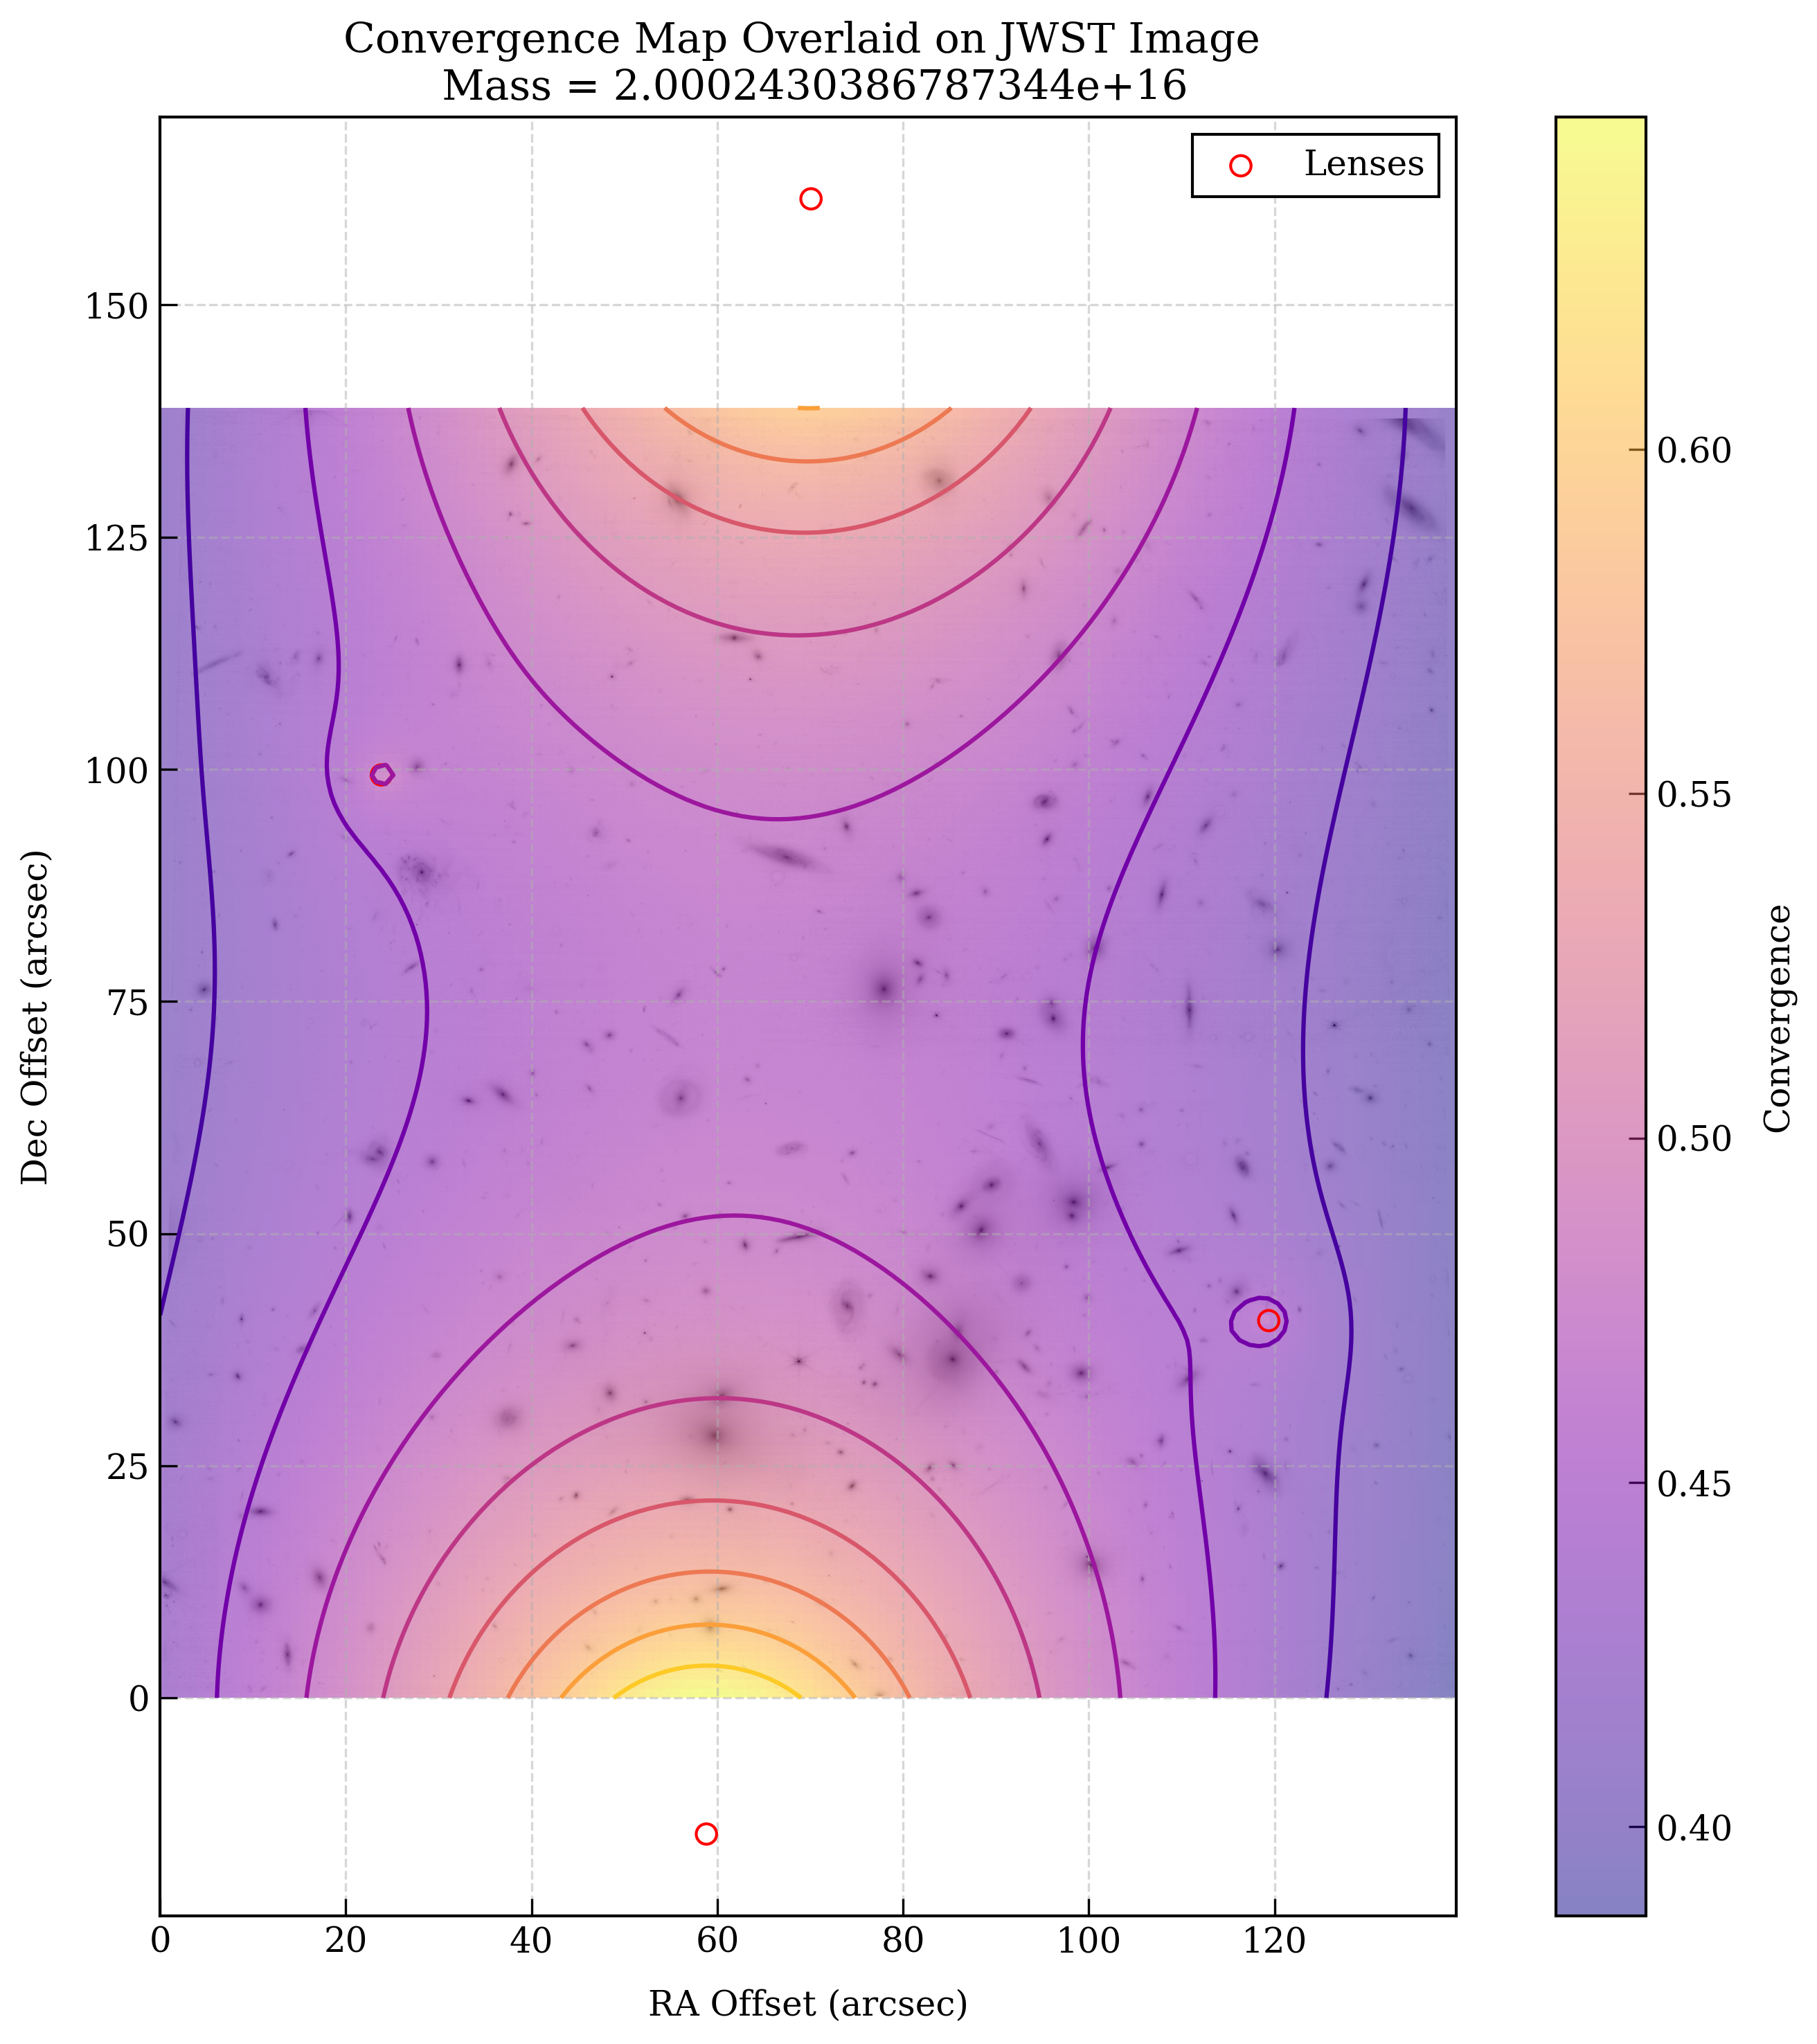 Convergence Map Overlaid on JWST Image
Mass = 2.0002430386787344e+16
Lenses
150
125
100
75
50
25
0
0 20 40 60 80 100 120
RA Offset (arcsec)
Dec Offset (arcsec)
0.60
0.55
0.50
0.45
0.40
Convergence